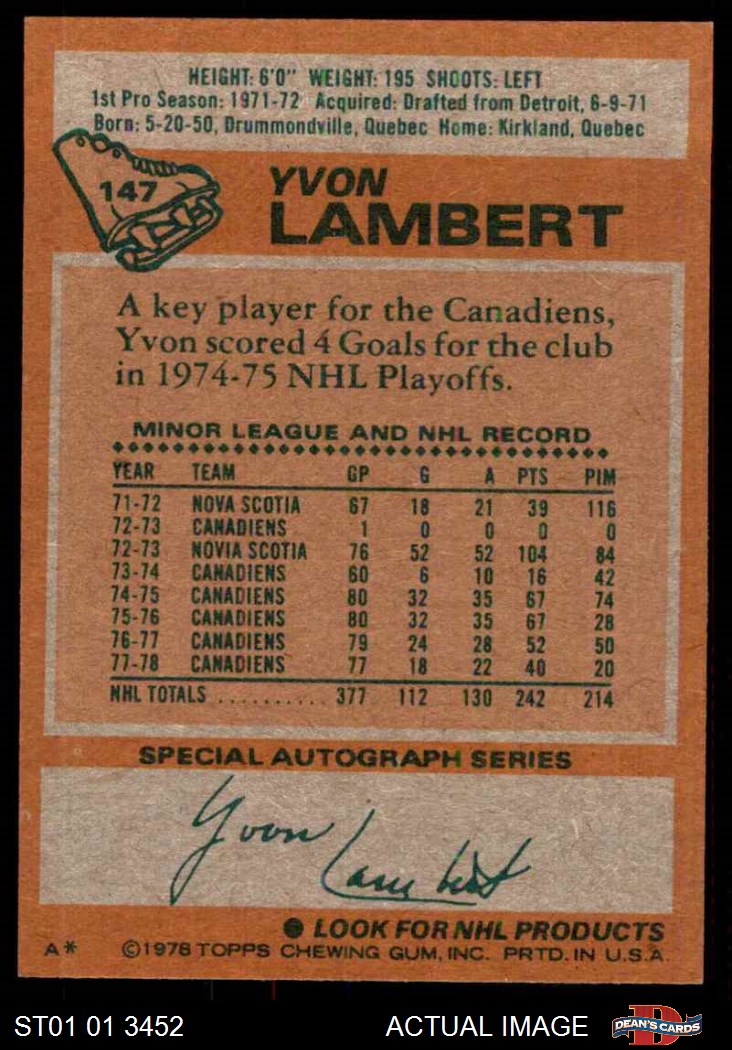 HEIGHT: 6'0" WEIGHT: 195 SHOOTS: LEFT
1st Pro Season: 1971-72 Acquired: Drafted from Detroit, 6-9-71
Born: 5-20-50, Drummondville, Quebec Home: Kirkland, Quebec
147
YVON
LAMBERT
A key player for the Canadiens,
Yvon scored 4 Goals for the club
in 1974-75 NHL Playoffs.
MINOR LEAGUE AND NHL RECORD
YEAR TEAM GP G A PTS PIM
71-72 NOVA SCOTIA 67 18 21 39 116
72-73 CANADIENS 1 0 0 0 0
72-73 NOVIA SCOTIA 76 52 52 104 84
73-74 CANADIENS 60 6 10 16 42
74-75 CANADIENS 80 32 35 67 74
75-76 CANADIENS 80 32 35 67 28
76-77 CANADIENS 79 24 28 52 50
77-78 CANADIENS 77 18 22 40 20
NHL TOTALS .......... 377 112 130 242 214
SPECIAL AUTOGRAPH SERIES
Yvon Lambert
● LOOK FOR NHL PRODUCTS
A* ©1978 TOPPS CHEWING GUM, INC. PRTD. IN U.S.A.
ST01 01 3452 ACTUAL IMAGE D DEAN'S CARDS